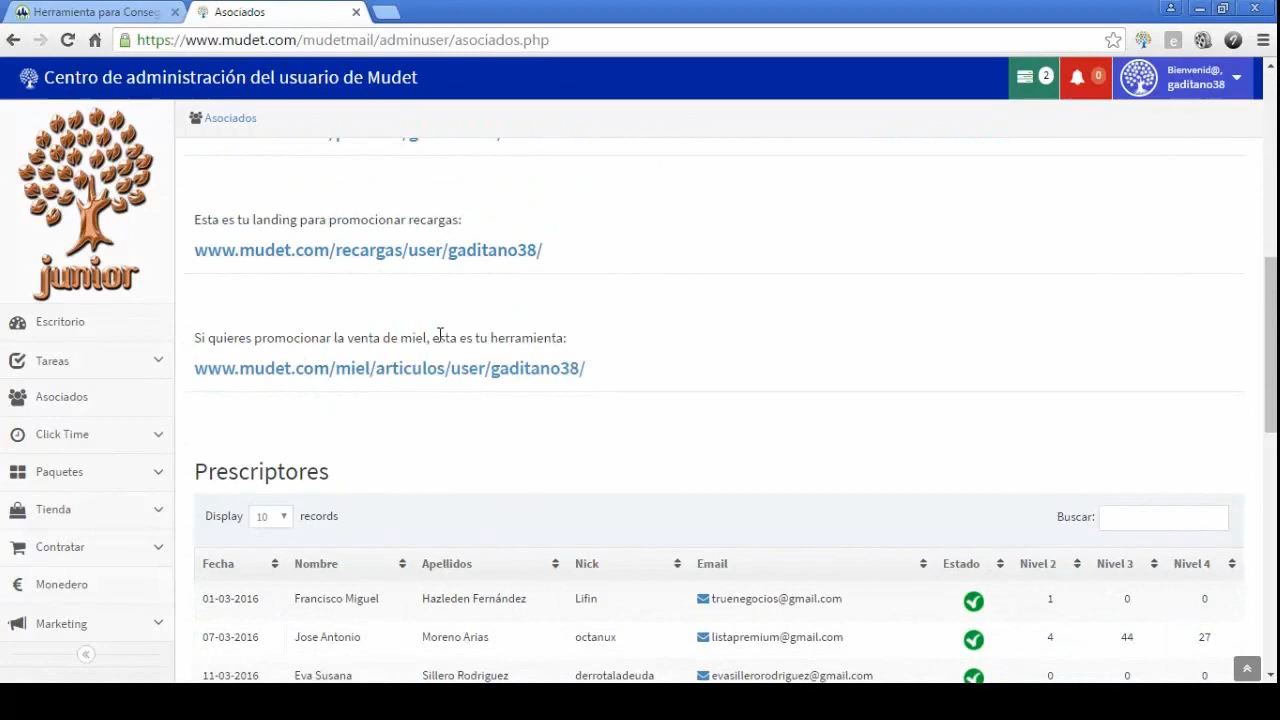 Herramienta para Conseg
Asociados
https://www.mudet.com/mudetmail/adminuser/asociados.php
Centro de administración del usuario de Mudet
2
0
Bienvenid@,
gaditano38
junior
Asociados
Esta es tu landing para promocionar recargas:
www.mudet.com/recargas/user/gaditano38/
Si quieres promocionar la venta de miel, esta es tu herramienta:
www.mudet.com/miel/articulos/user/gaditano38/
Escritorio
Tareas
Asociados
Click Time
Paquetes
Tienda
Contratar
Monedero
Marketing
Prescriptores
Display 10 records Buscar:
Fecha Nombre Apellidos Nick Email Estado Nivel 2 Nivel 3 Nivel 4
01-03-2016 Francisco Miguel Hazleden Fernández Lifin truenegocios@gmail.com 1 0 0
07-03-2016 Jose Antonio Moreno Arias octanux listapremium@gmail.com 4 44 27
11-03-2016 Eva Susana Sillero Rodriguez derrotaladeuda evasillerorodriguez@gmail.com 0 0 0